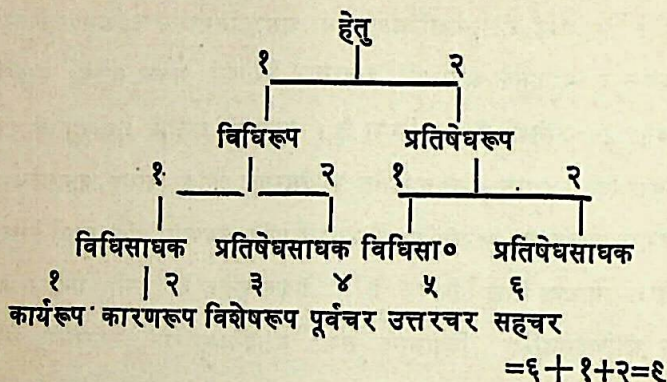 हेतु
१ २
विधिरूप प्रतिषेधरूप
१ २ १ २
विधिसाधक प्रतिषेधसाधक विधिसा० प्रतिषेधसाधक
१ २ ३ ४ ५ ६
कार्यरूप कारणरूप विशेषरूप पूर्वचर उत्तरचर सहचर
=६+१+२=९